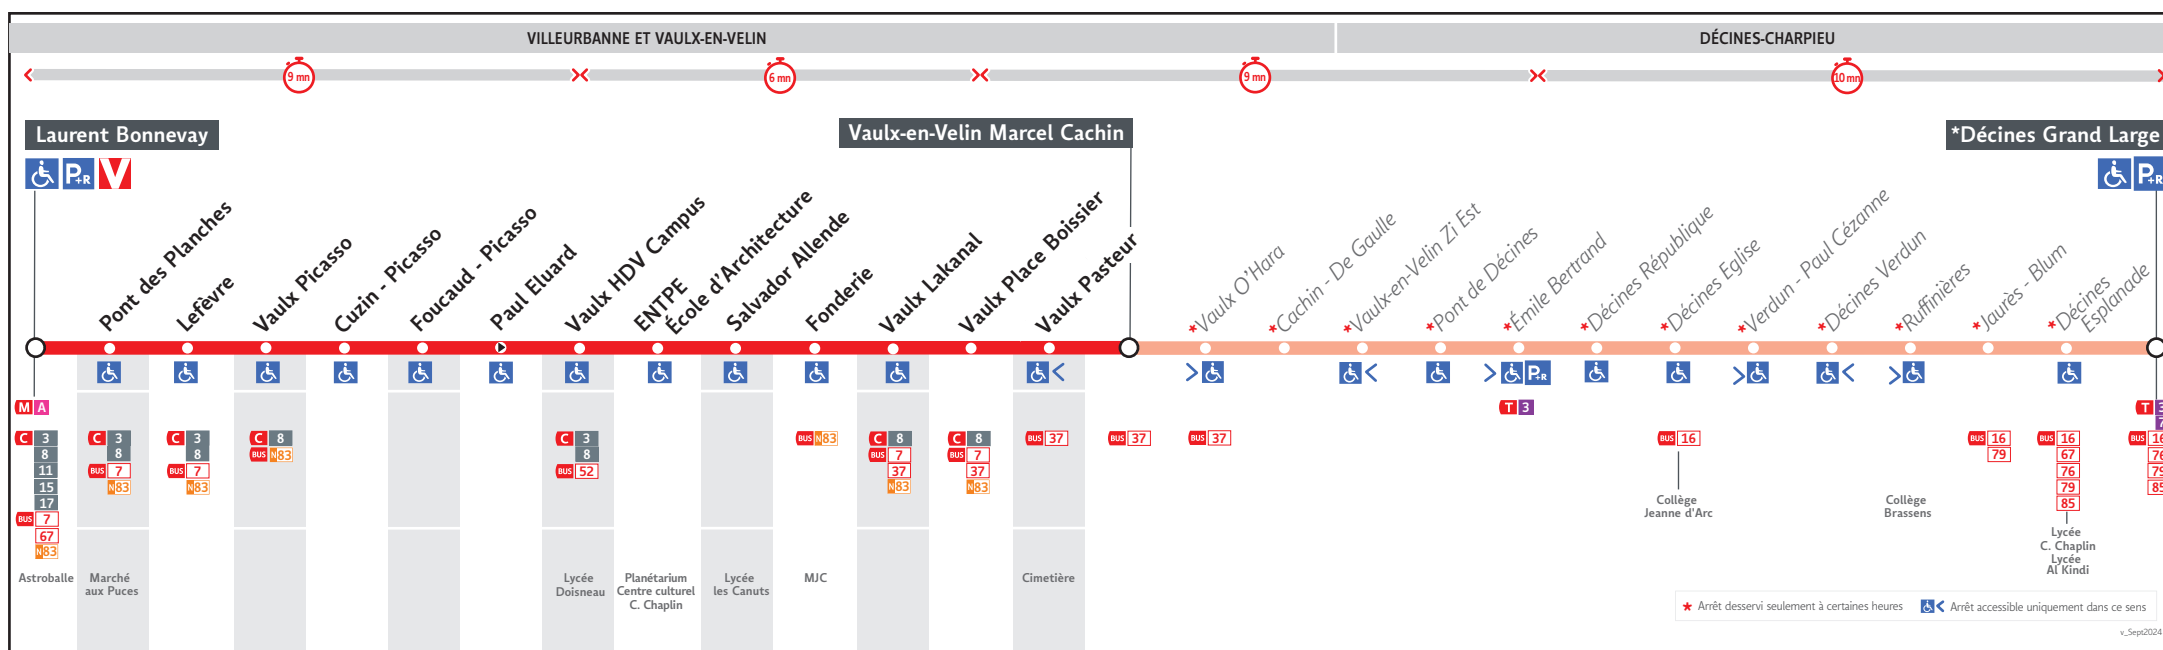 VILLEURBANNE ET VAULX-EN-VELIN
DÉCINES-CHARPIEU
9 mn
6 mn
9 mn
10 mn
Laurent Bonnevay
Vaulx-en-Velin Marcel Cachin
*Décines Grand Large
P+R V
P+R
Pont des Planches
Lefèvre
Vaulx Picasso
Cuzin - Picasso
Foucaud - Picasso
Paul Eluard
Vaulx HDV Campus
ENTPE
École d'Architecture
Salvador Allende
Fonderie
Vaulx Lakanal
Vaulx Place Boissier
Vaulx Pasteur
*Vaulx O'Hara
*Cachin - De Gaulle
*Vaulx-en-Velin Zi Est
*Pont de Décines
*Émile Bertrand
*Décines République
*Décines Eglise
*Verdun - Paul Cézanne
*Décines Verdun
*Ruffinières
*Jaurès - Blum
*Décines
Esplanade
<
> < > P+R > < >
M A
C 3
8
11
15
17
BUS 7
67
N83
Astroballe
C 3
8
BUS 7
N83
Marché
aux Puces
C 3
8
BUS 7
N83
C 8
BUS N83
C 3
8
BUS 52
Lycée
Doisneau
Planétarium
Centre culturel
C. Chaplin
Lycée
les Canuts
BUS N83
MJC
C 8
BUS 7
37
N83
C 8
BUS 7
37
N83
BUS 37
Cimetière
BUS 37
BUS 37
T 3
BUS 16
Collège
Jeanne d'Arc
Collège
Brassens
BUS 16
79
BUS 16
67
76
79
85
Lycée
C. Chaplin
Lycée
Al Kindi
T 3
7
BUS 16
76
79
85
* Arrêt desservi seulement à certaines heures
< Arrêt accessible uniquement dans ce sens
v_Sept2024